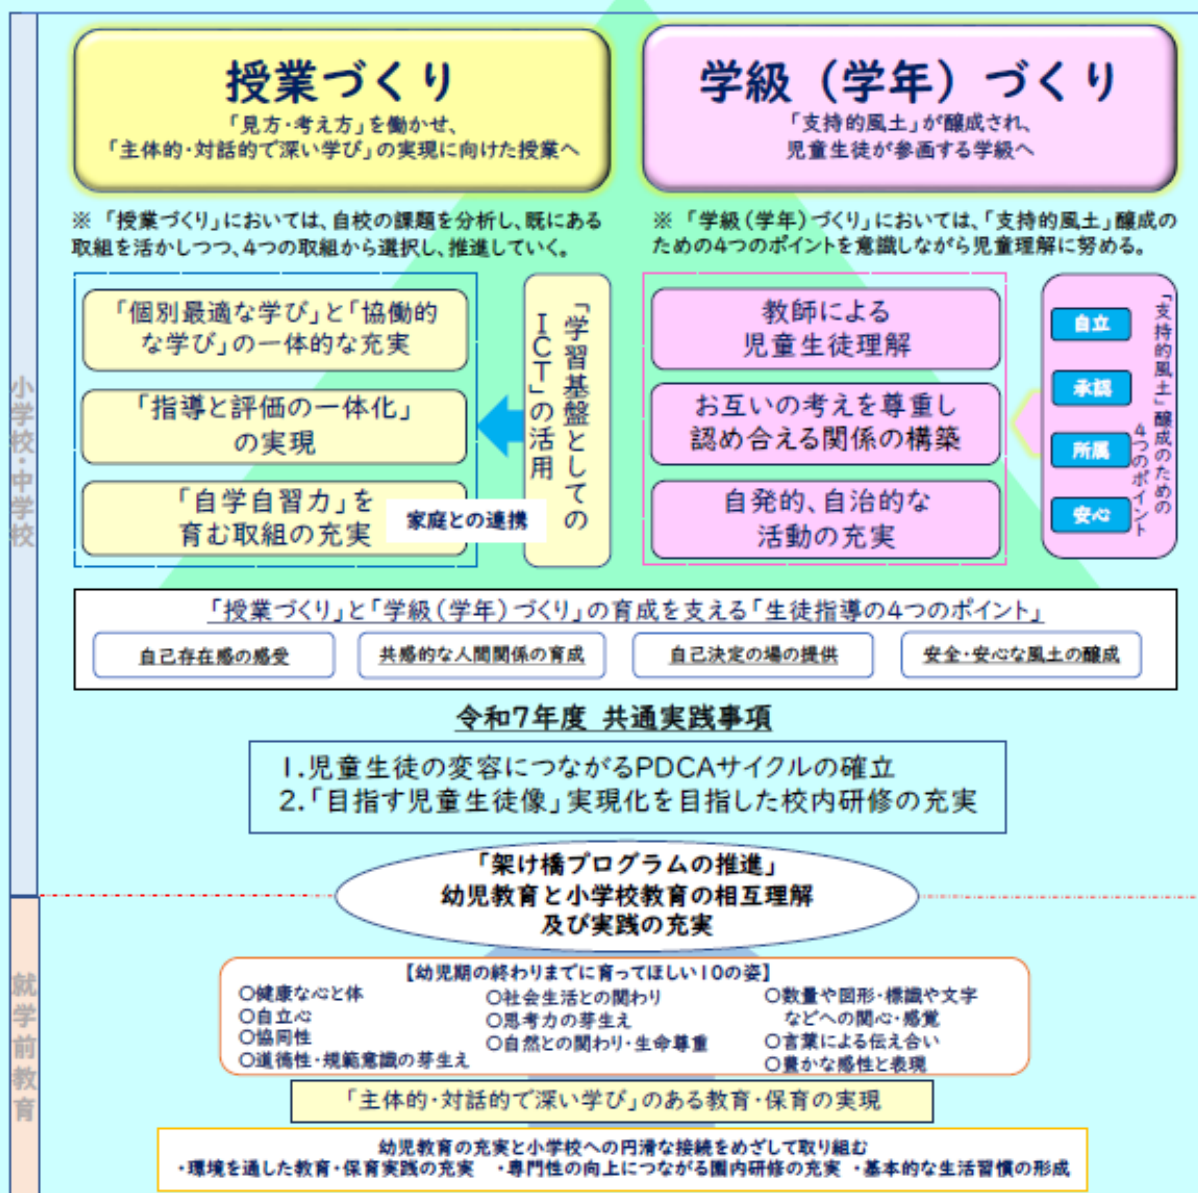 授業づくり
「見方・考え方」を働かせ、
「主体的・対話的で深い学び」の実現に向けた授業へ
学級（学年）づくり
「支持的風土」が醸成され、
児童生徒が参画する学級へ
※「授業づくり」においては、自校の課題を分析し、既にある
取組を活かしつつ、4つの取組から選択し、推進していく。
※「学級(学年)づくり」においては、「支持的風土」醸成の
ための4つのポイントを意識しながら児童理解に努める。
小学校・中学校
「個別最適な学び」と「協働的
な学び」の一体的な充実
「指導と評価の一体化」
の実現
「自学自習力」を
育む取組の充実
家庭との連携
「学習基盤としての
ICT」の活用
教師による
児童生徒理解
お互いの考えを尊重し
認め合える関係の構築
自発的、自治的な
活動の充実
自立
承認
所属
安心
「支持的風土」醸成のための
4つのポイント
「授業づくり」と「学級(学年)づくり」の育成を支える「生徒指導の4つのポイント」
自己存在感の感受
共感的な人間関係の育成
自己決定の場の提供
安全・安心な風土の醸成
令和7年度 共通実践事項
1.児童生徒の変容につながるPDCAサイクルの確立
2.「目指す児童生徒像」実現化を目指した校内研修の充実
「架け橋プログラムの推進」
幼児教育と小学校教育の相互理解
及び実践の充実
就学前教育
【幼児期の終わりまでに育ってほしい10の姿】
○健康な心と体
○自立心
○協同性
○道徳性・規範意識の芽生え
○社会生活との関わり
○思考力の芽生え
○自然との関わり・生命尊重
○数量や図形・標識や文字
などへの関心・感覚
○言葉による伝え合い
○豊かな感性と表現
「主体的・対話的で深い学び」のある教育・保育の実現
幼児教育の充実と小学校への円滑な接続をめざして取り組む
・環境を通した教育・保育実践の充実 ・専門性の向上につながる園内研修の充実 ・基本的な生活習慣の形成